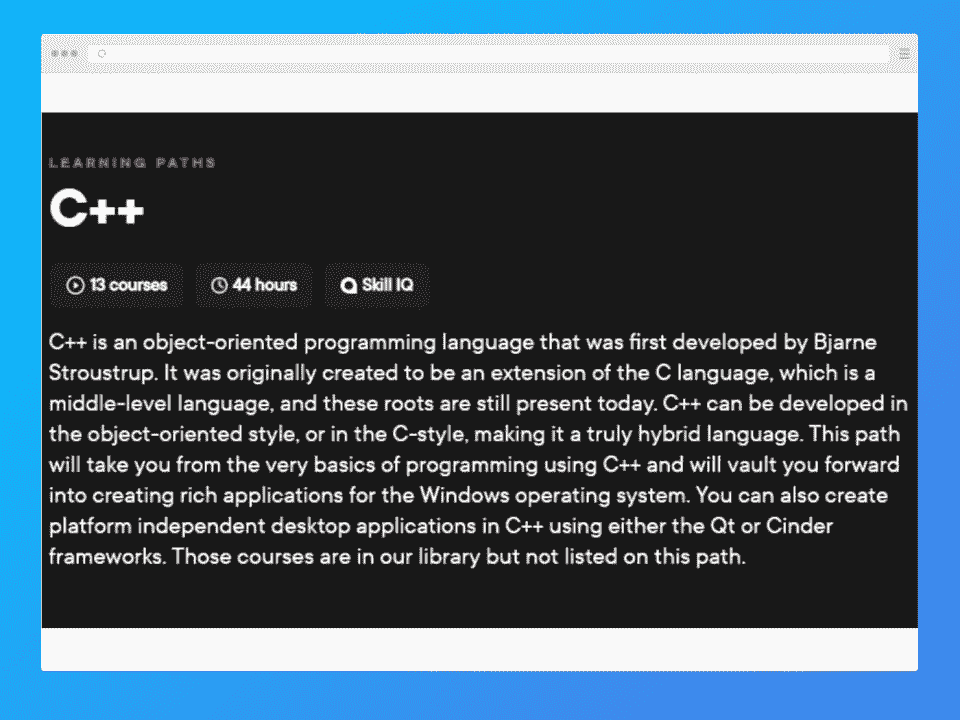 LEARNING PATHS
C++
13 courses 44 hours Skill IQ
C++ is an object-oriented programming language that was first developed by Bjarne
Stroustrup. It was originally created to be an extension of the C language, which is a
middle-level language, and these roots are still present today. C++ can be developed in
the object-oriented style, or in the C-style, making it a truly hybrid language. This path
will take you from the very basics of programming using C++ and will vault you forward
into creating rich applications for the Windows operating system. You can also create
platform independent desktop applications in C++ using either the Qt or Cinder
frameworks. Those courses are in our library but not listed on this path.